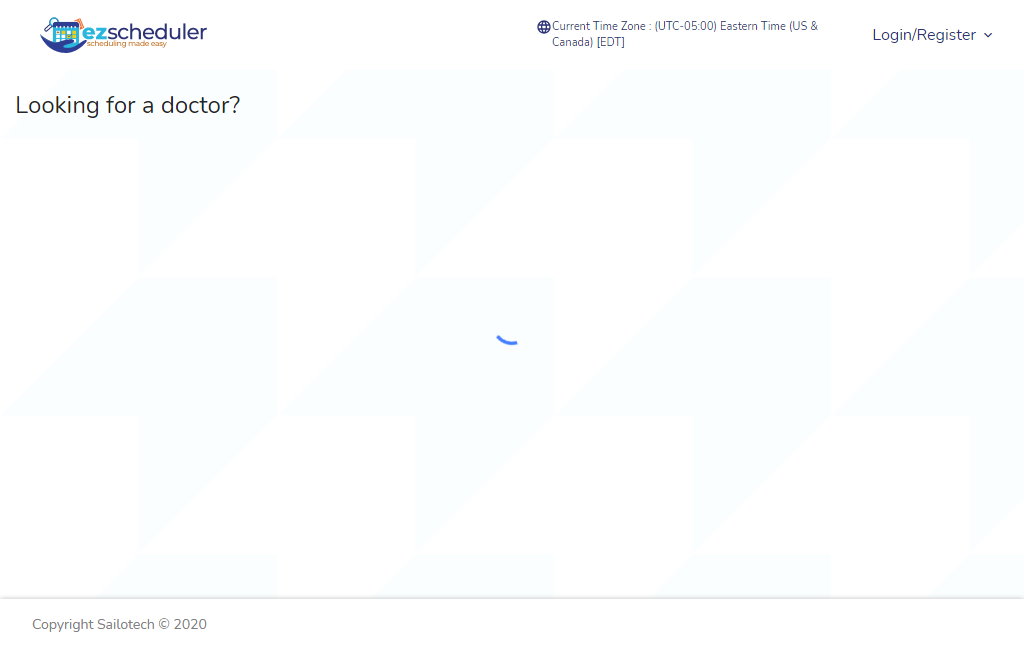 ezscheduler
scheduling made easy
Current Time Zone : (UTC-05:00) Eastern Time (US &
Canada) [EDT]
Login/Register
Looking for a doctor?
Copyright Sailotech © 2020